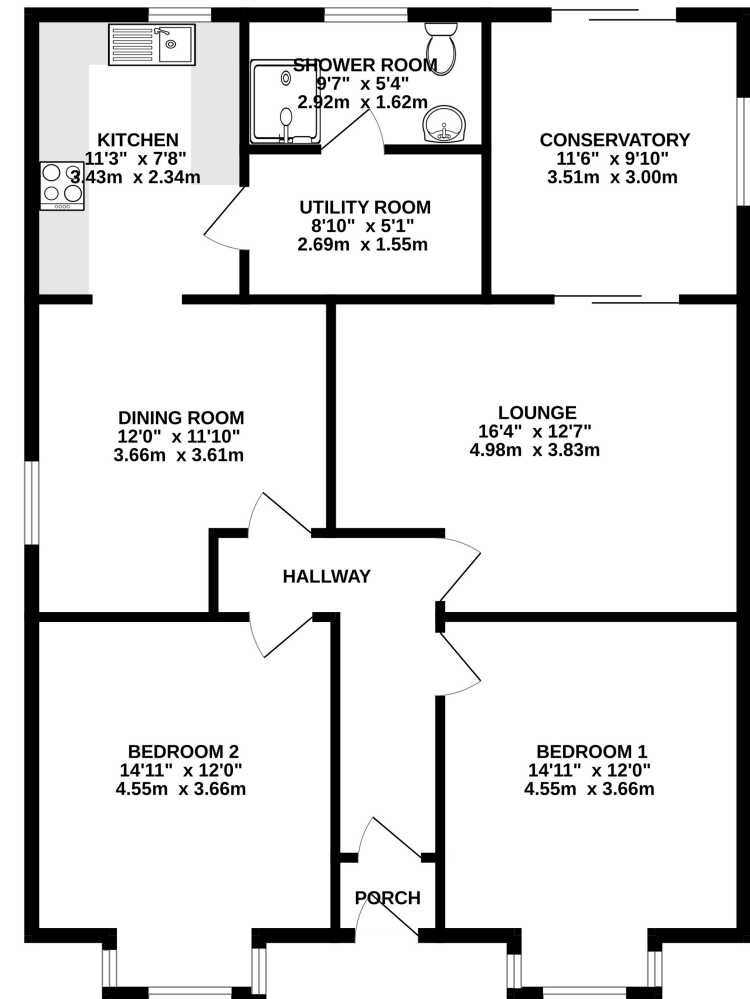 SHOWER ROOM
9'7" x 5'4"
2.92m x 1.62m
KITCHEN
11'3" x 7'8"
3.43m x 2.34m
CONSERVATORY
11'6" x 9'10"
3.51m x 3.00m
UTILITY ROOM
8'10" x 5'1"
2.69m x 1.55m
DINING ROOM
12'0" x 11'10"
3.66m x 3.61m
LOUNGE
16'4" x 12'7"
4.98m x 3.83m
HALLWAY
BEDROOM 2
14'11" x 12'0"
4.55m x 3.66m
BEDROOM 1
14'11" x 12'0"
4.55m x 3.66m
PORCH